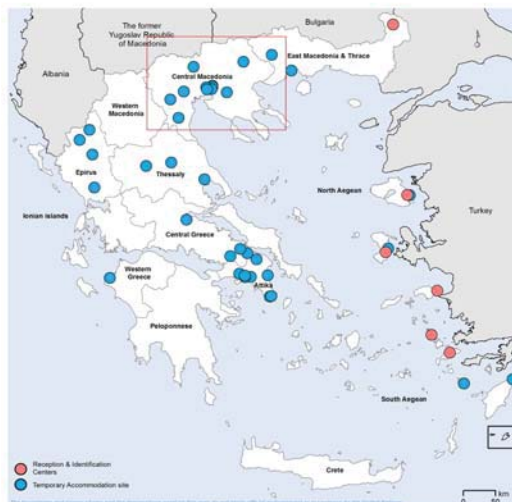 The former
Yugoslav Republic
of Macedonia
Bulgaria
East Macedonia & Thrace
Albania
Central Macedonia
Western
Macedonia
Epirus
Thessaly
North Aegean
Turkey
Ionian islands
Central Greece
Western
Greece
Attika
Peloponnese
South Aegean
Crete
Reception & Identification
Centers
Temporary Accommodation site
km
0
50